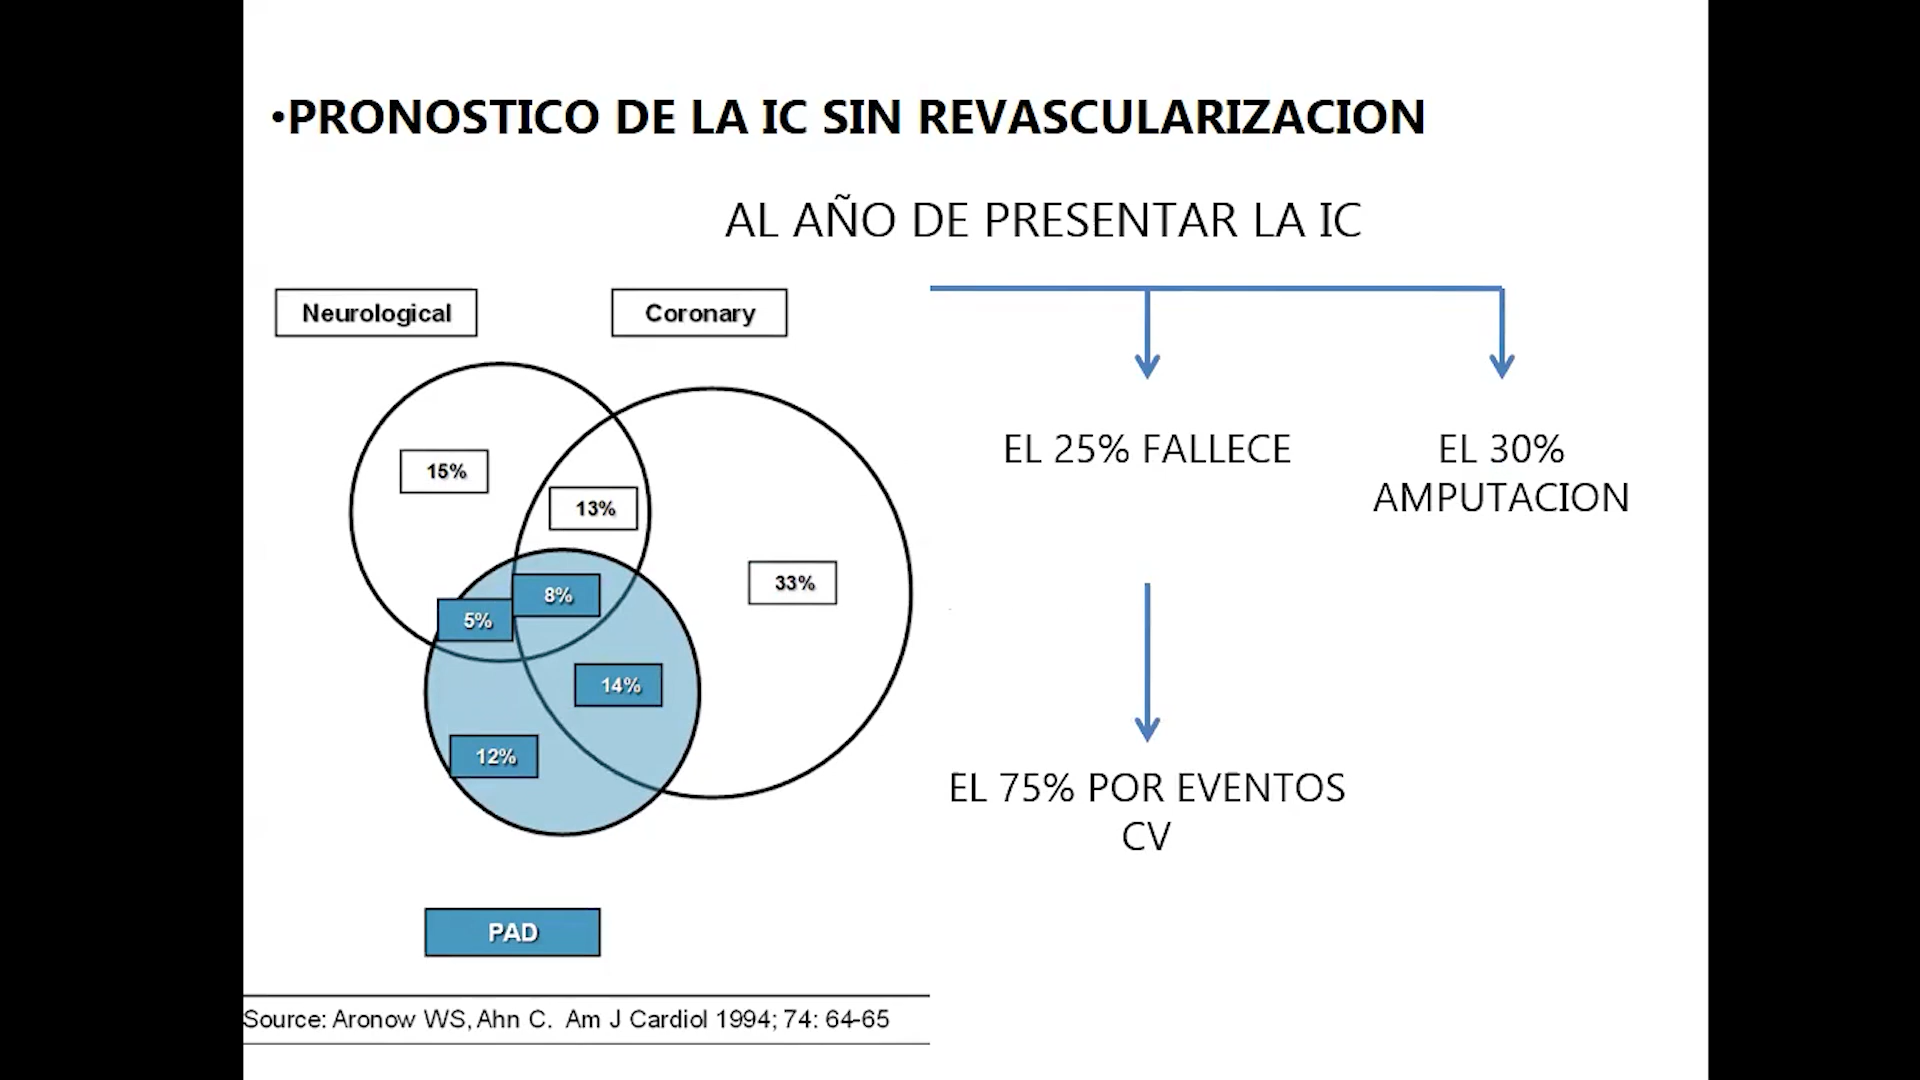 •PRONOSTICO DE LA IC SIN REVASCULARIZACION
AL AÑO DE PRESENTAR LA IC
Neurological
Coronary
15%
13%
33%
8%
5%
14%
12%
PAD
Source: Aronow WS, Ahn C. Am J Cardiol 1994; 74: 64-65
EL 25% FALLECE
EL 30%
AMPUTACION
EL 75% POR EVENTOS
CV